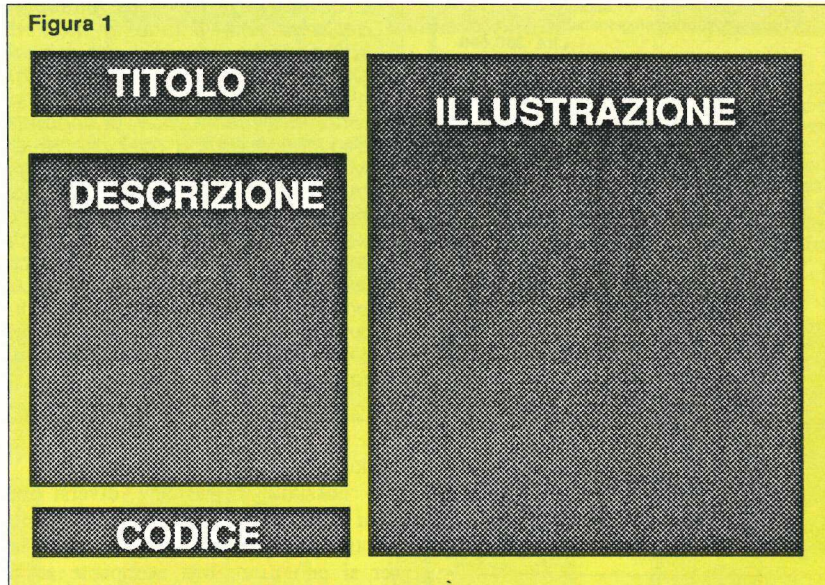 Figura 1
TITOLO
ILLUSTRAZIONE
DESCRIZIONE
CODICE